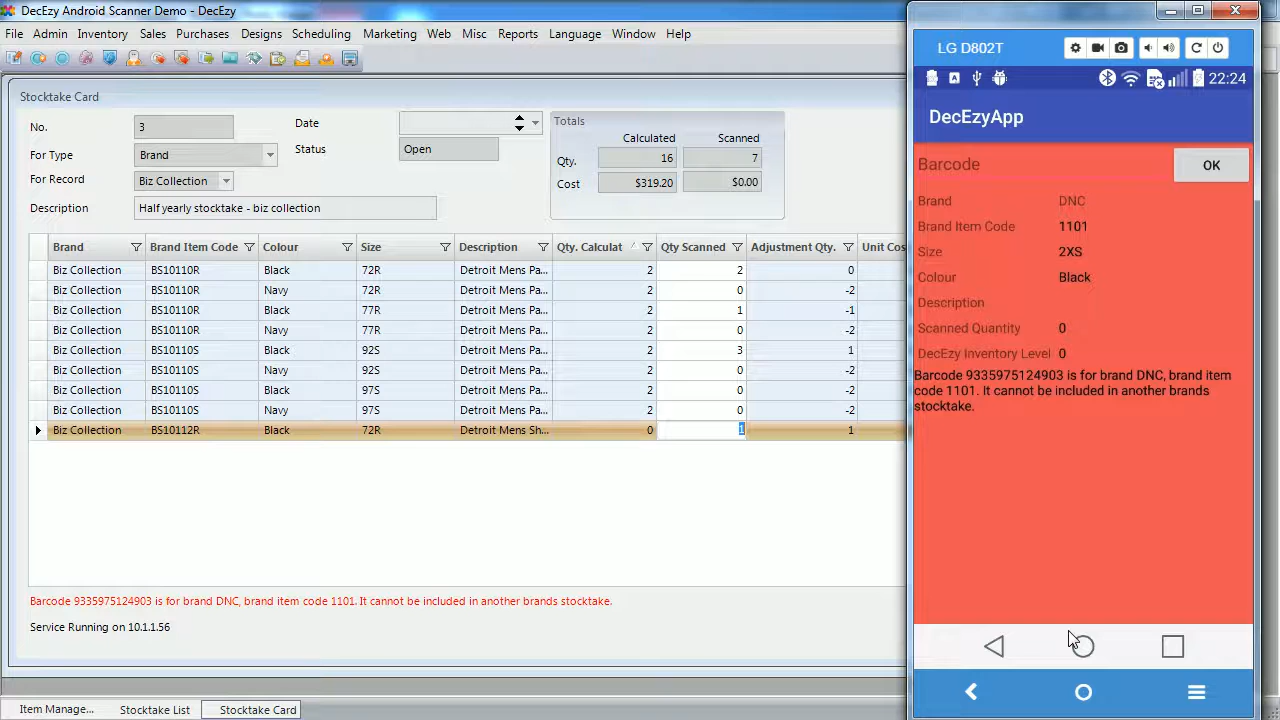 DecEzy Android Scanner Demo - DecEzy
File Admin Inventory Sales Purchases Designs Scheduling Marketing Web Misc Reports Language Window Help
Stocktake Card
No. 3 Date
For Type Brand Status Open
For Record Biz Collection
Description Half yearly stocktake - biz collection
Totals
Calculated Scanned
Qty. 16 7
Cost $319.20 $0.00
Brand Brand Item Code Colour Size Description Qty. Calculat Qty Scanned Adjustment Qty. Unit Cos
Biz Collection BS10110R Black 72R Detroit Mens Pa... 2 2 0
Biz Collection BS10110R Navy 72R Detroit Mens Pa... 2 0 -2
Biz Collection BS10110R Black 77R Detroit Mens Pa... 2 1 -1
Biz Collection BS10110R Navy 77R Detroit Mens Pa... 2 0 -2
Biz Collection BS10110S Black 92S Detroit Mens Pa... 2 3 1
Biz Collection BS10110S Navy 92S Detroit Mens Pa... 2 0 -2
Biz Collection BS10110S Black 97S Detroit Mens Pa... 2 0 -2
Biz Collection BS10110S Navy 97S Detroit Mens Pa... 2 0 -2
Biz Collection BS10112R Black 72R Detroit Mens Sh... 0 1 1
Barcode 9335975124903 is for brand DNC, brand item code 1101. It cannot be included in another brands stocktake.
Service Running on 10.1.1.56
Item Manage... Stocktake List Stocktake Card
LG D802T
22:24
DecEzyApp
Barcode OK
Brand DNC
Brand Item Code 1101
Size 2XS
Colour Black
Description
Scanned Quantity 0
DecEzy Inventory Level 0
Barcode 9335975124903 is for brand DNC, brand item
code 1101. It cannot be included in another brands
stocktake.